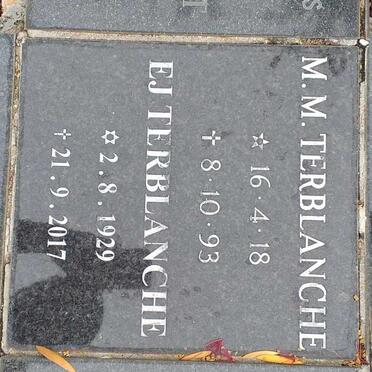 M. M. TERBLANCHE
☆ 16 · 4 · 18
✝ 8 · 10 · 93
EJ TERBLANCHE
✡ 2 . 8 . 1929
✝ 21 . 9 . 2017